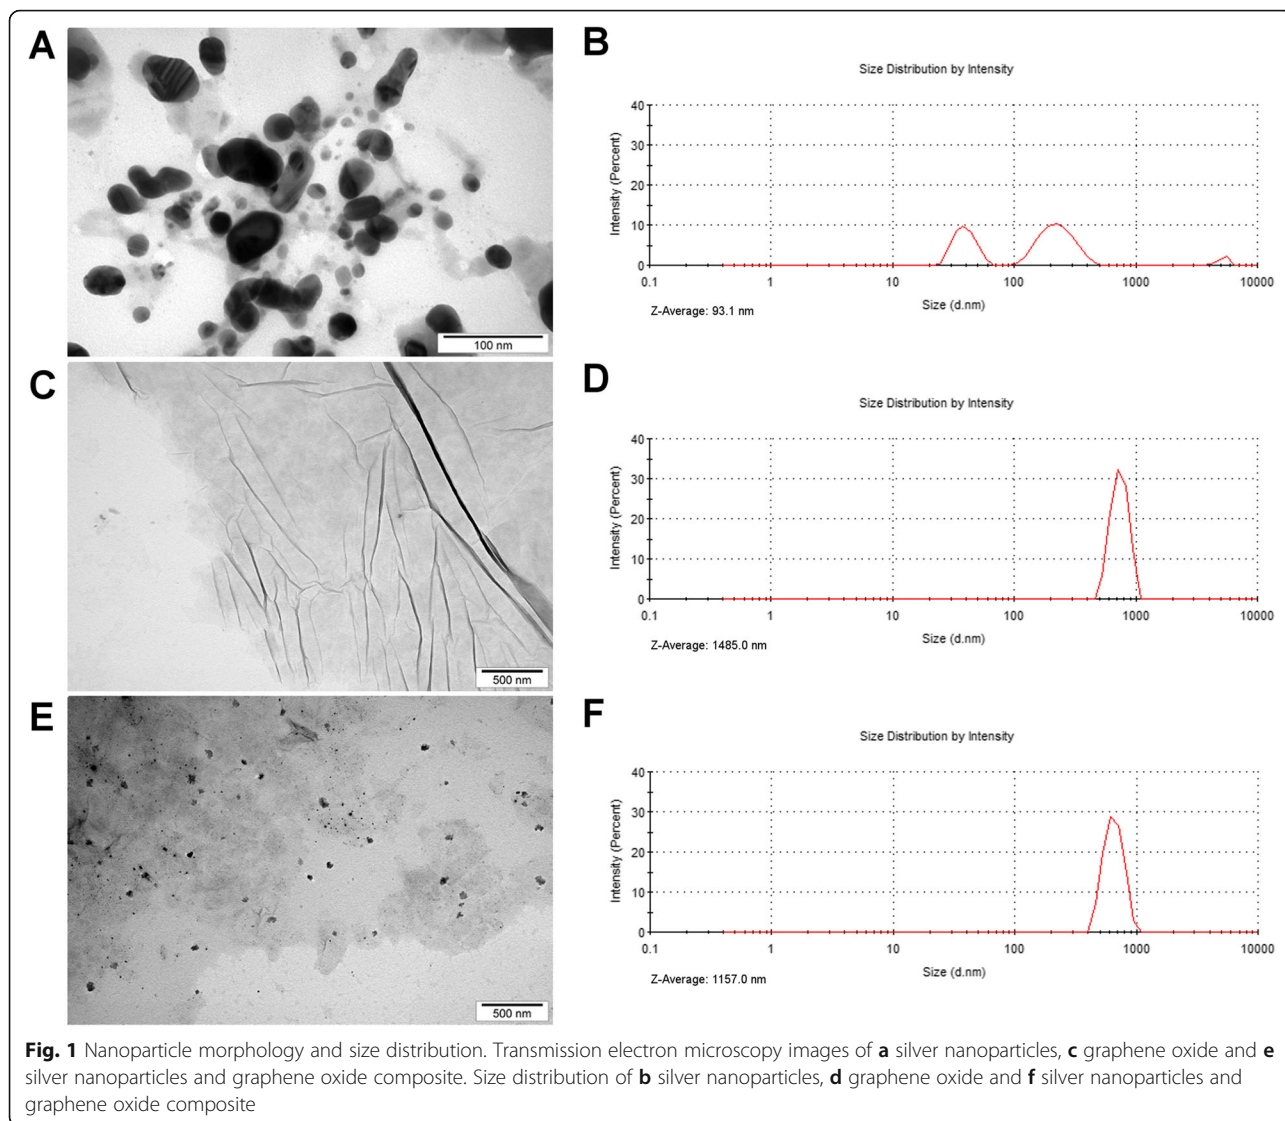 A
100 nm
B
Size Distribution by Intensity
Intensity (Percent)
40
30
20
10
0
0.1 1 10 100 1000 10000
Size (d.nm)
Z-Average: 93.1 nm
C
500 nm
D
Size Distribution by Intensity
Intensity (Percent)
40
30
20
10
0
0.1 1 10 100 1000 10000
Size (d.nm)
Z-Average: 1485.0 nm
E
500 nm
F
Size Distribution by Intensity
Intensity (Percent)
40
30
20
10
0
0.1 1 10 100 1000 10000
Size (d.nm)
Z-Average: 1157.0 nm
Fig. 1 Nanoparticle morphology and size distribution. Transmission electron microscopy images of a silver nanoparticles, c graphene oxide and e
silver nanoparticles and graphene oxide composite. Size distribution of b silver nanoparticles, d graphene oxide and f silver nanoparticles and
graphene oxide composite